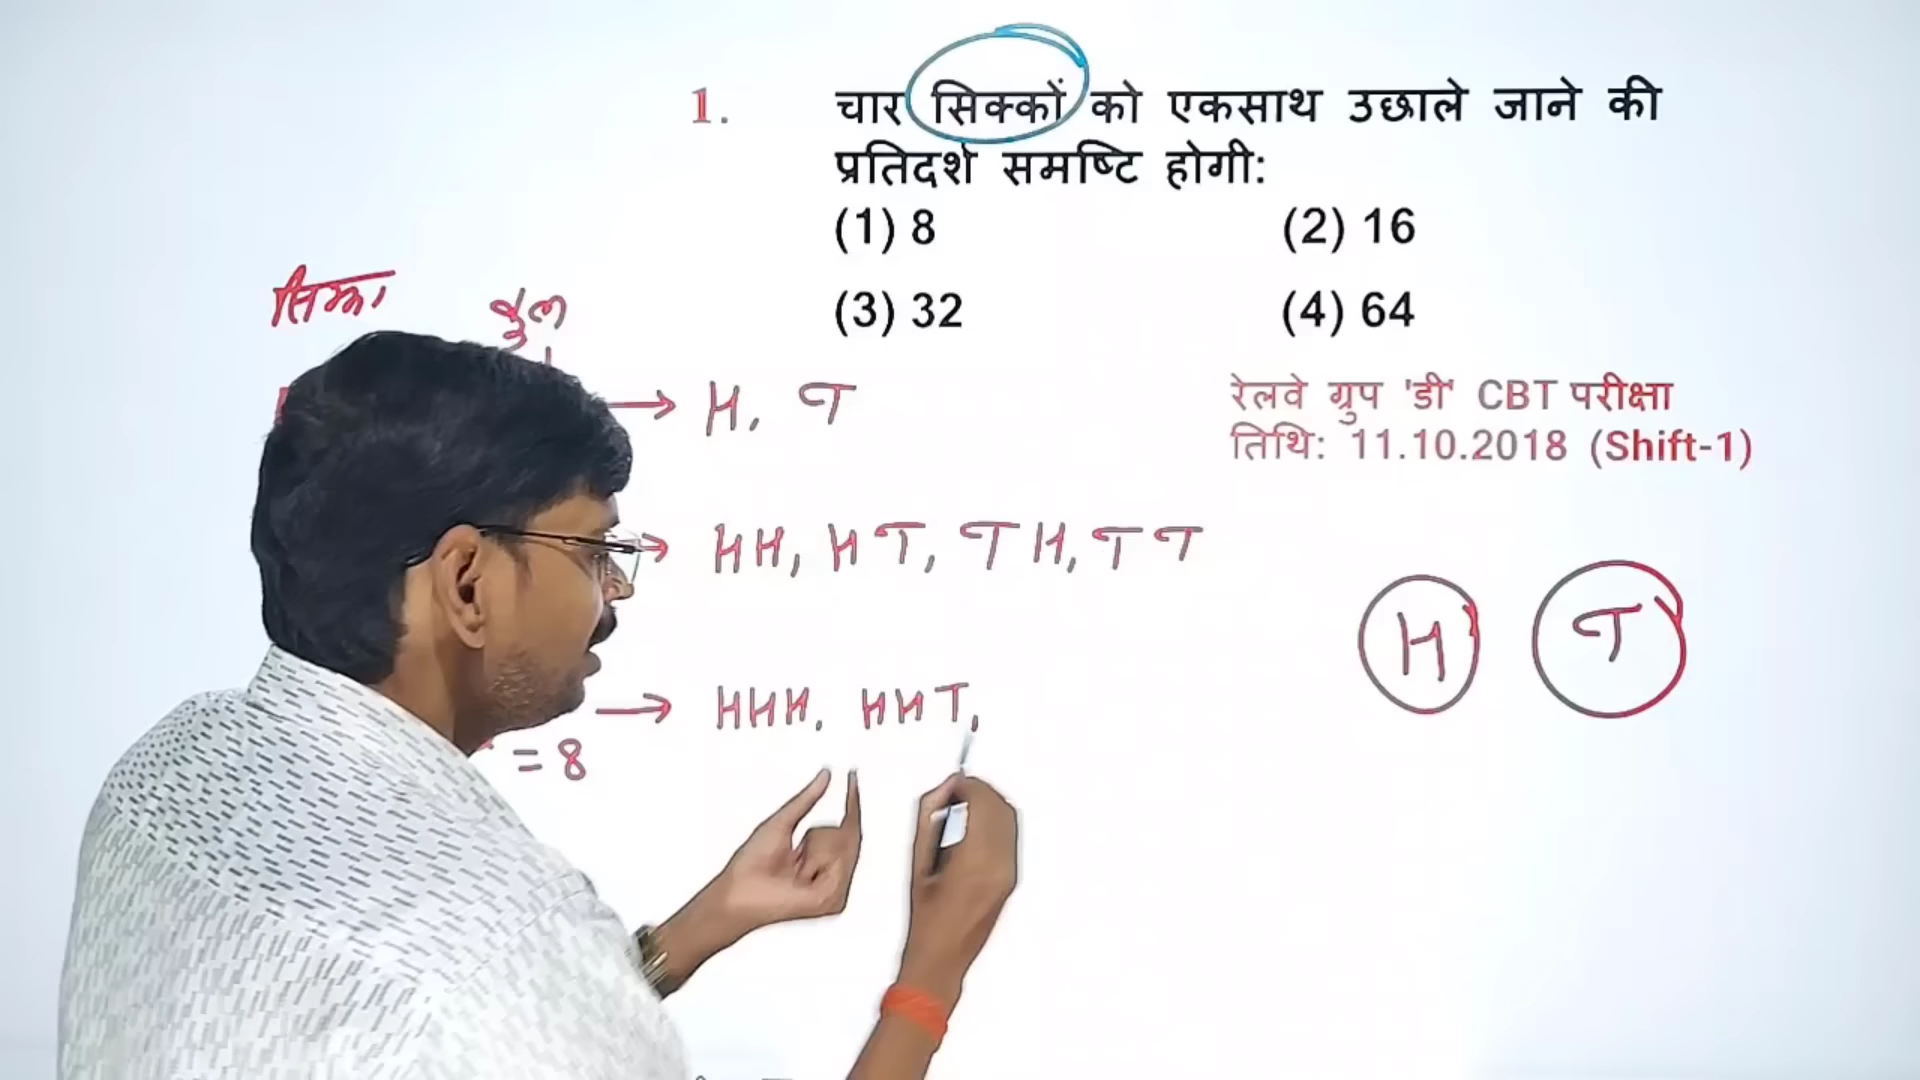 1. चार सिक्कों को एकसाथ उछाले जाने की
प्रतिदर्श समष्टि होगी:
(1) 8 (2) 16
(3) 32 (4) 64
रेलवे ग्रुप 'डी' CBT परीक्षा
तिथि: 11.10.2018 (Shift-1)
सिक्का
कुल
→ H, T
→ HH, HT, TH, TT
H T
→ HHH, HHT,
= 8